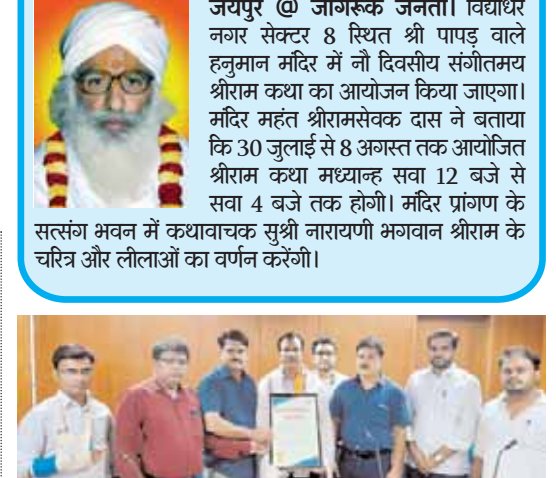 जयपुर @ जागरूक जनता। विद्याधर
नगर सेक्टर 8 स्थित श्री पापड़ वाले
हनुमान मंदिर में नौ दिवसीय संगीतमय
श्रीराम कथा का आयोजन किया जाएगा।
मंदिर महंत श्रीरामसेवक दास ने बताया
कि 30 जुलाई से 8 अगस्त तक आयोजित
श्रीराम कथा मध्यान्ह सवा 12 बजे से
सवा 4 बजे तक होगी। मंदिर प्रांगण के
सत्संग भवन में कथावाचक सुश्री नारायणी भगवान श्रीराम के
चरित्र और लीलाओं का वर्णन करेंगी।